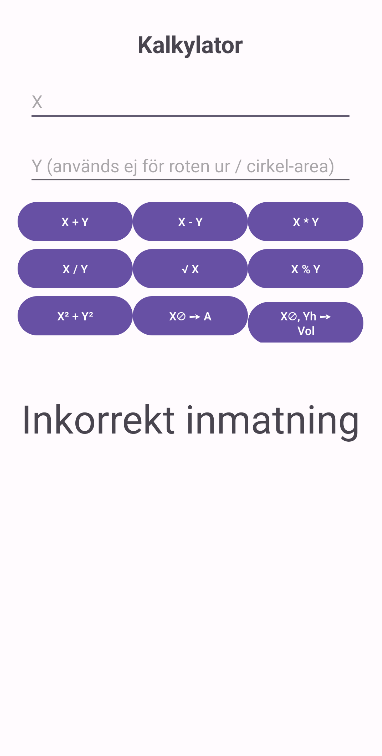 Kalkylator
X
Y (används ej för roten ur / cirkel-area)
X + Y
X - Y
X * Y
X / Y
√ X
X % Y
X² + Y²
X∅ → A
X∅, Yh →
Vol
Inkorrekt inmatning